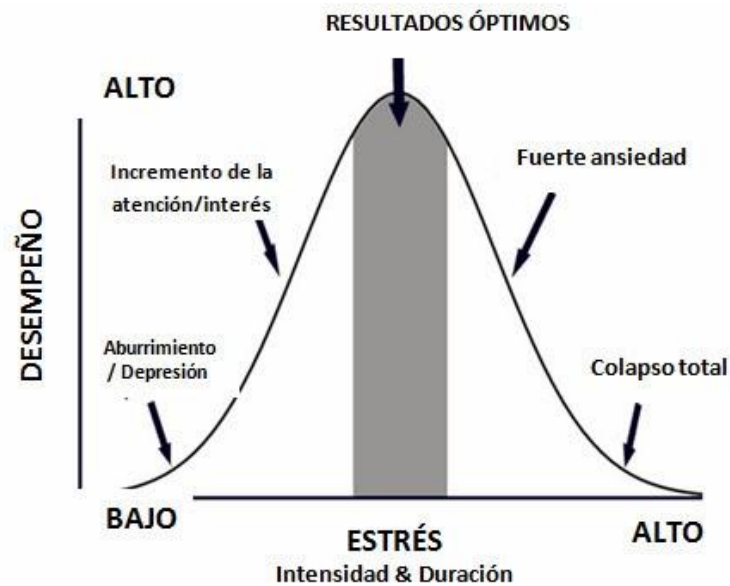 RESULTADOS ÓPTIMOS
ALTO
Incremento de la
atención/interés
Fuerte ansiedad
DESEMPEÑO
Aburrimiento
/ Depresión
Colapso total
BAJO
ESTRÉS
ALTO
Intensidad & Duración